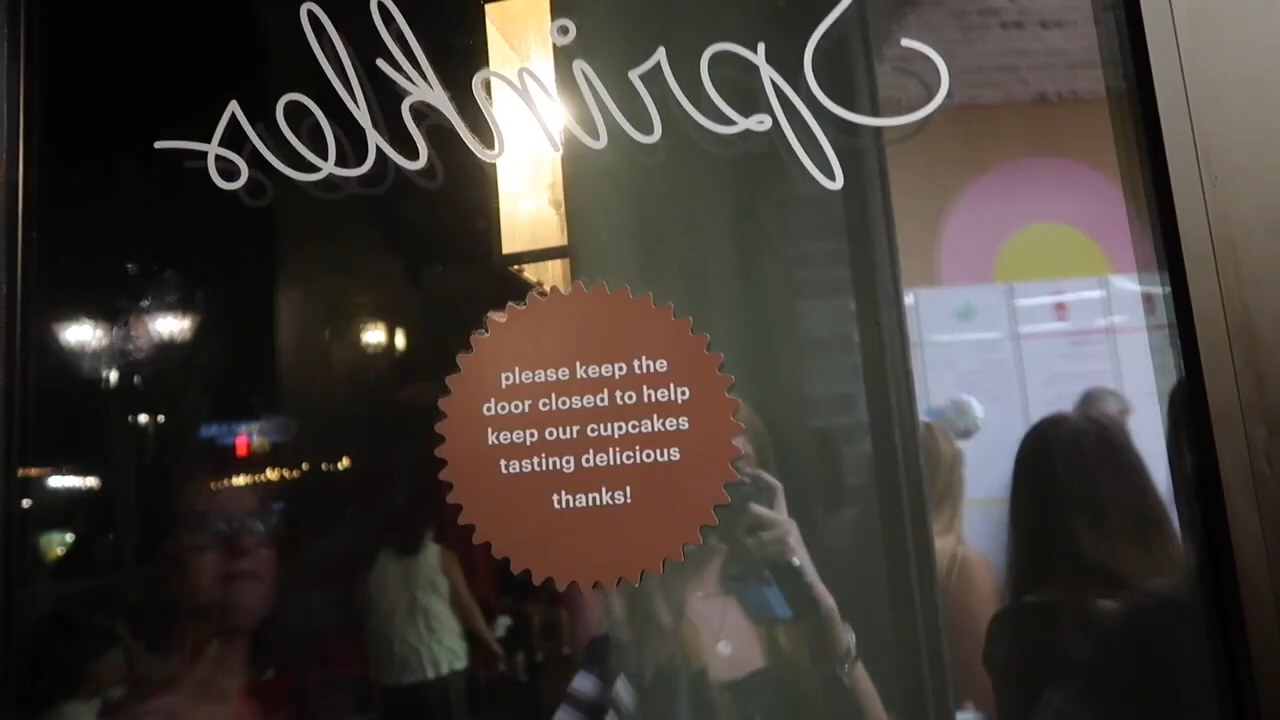 Sprinkles
please keep the
door closed to help
keep our cupcakes
tasting delicious
thanks!